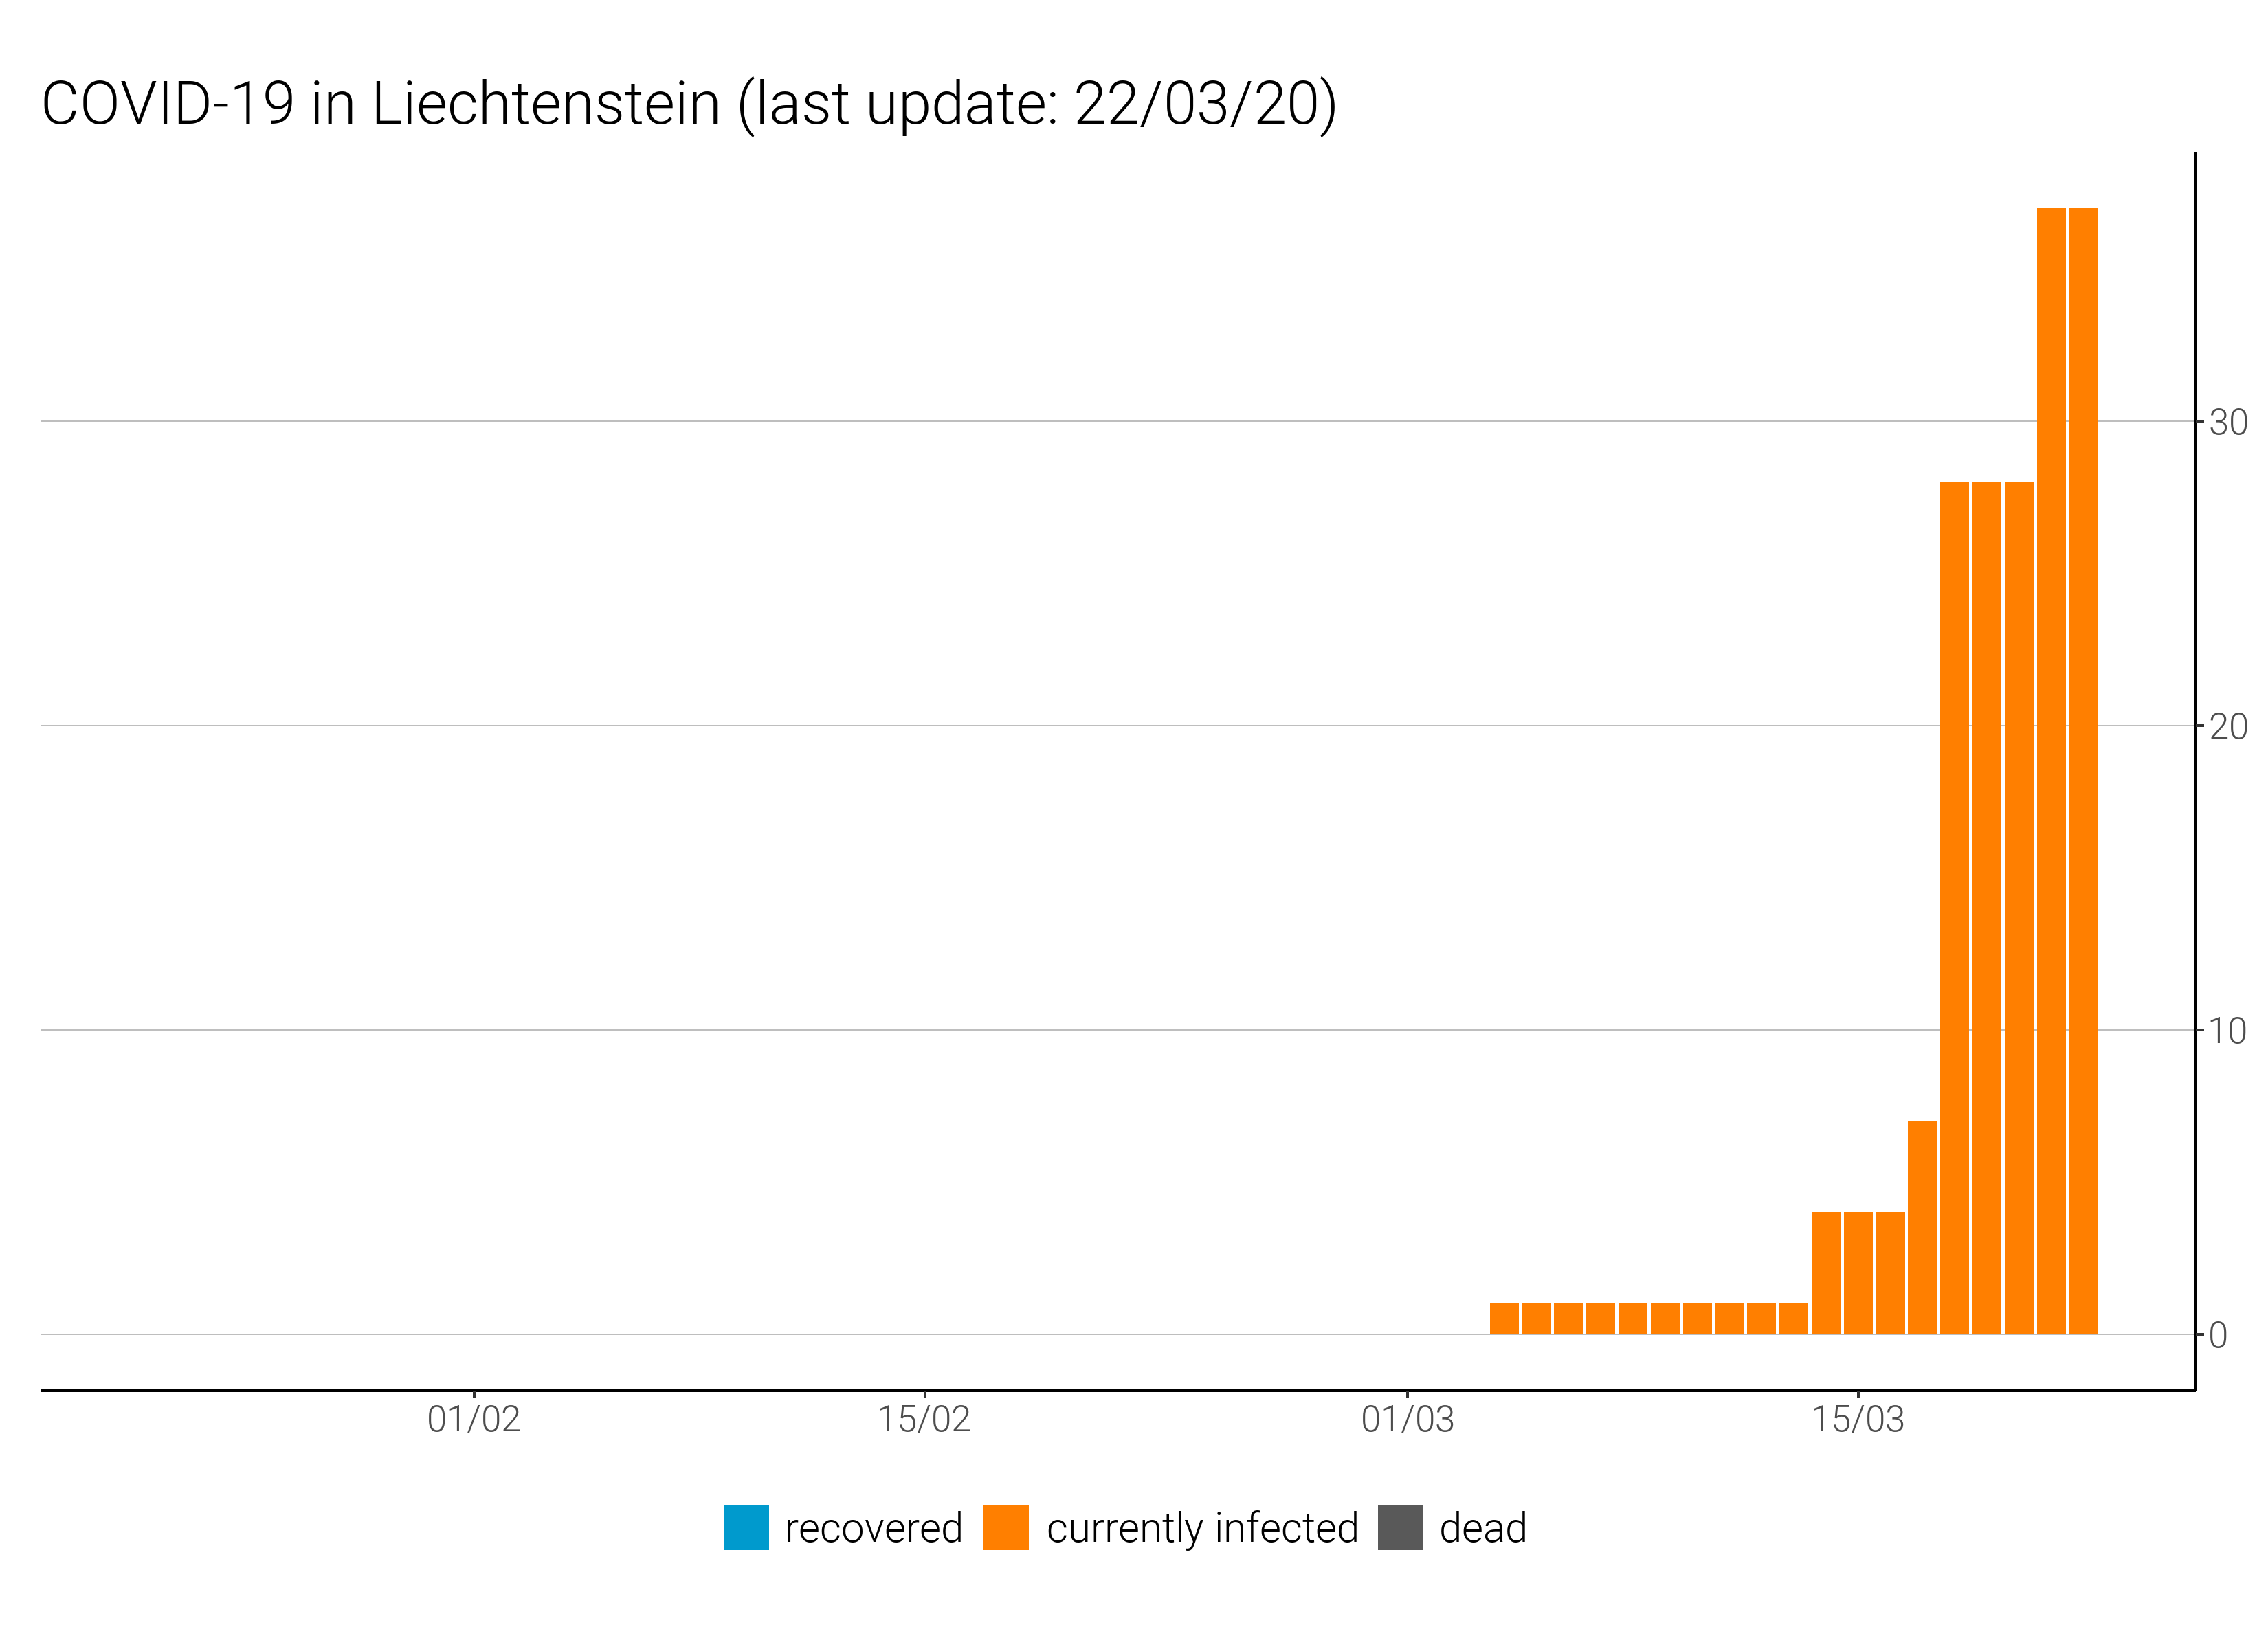 COVID-19 in Liechtenstein (last update: 22/03/20)
30
20
10
0
01/02 15/02 01/03 15/03
recovered currently infected dead